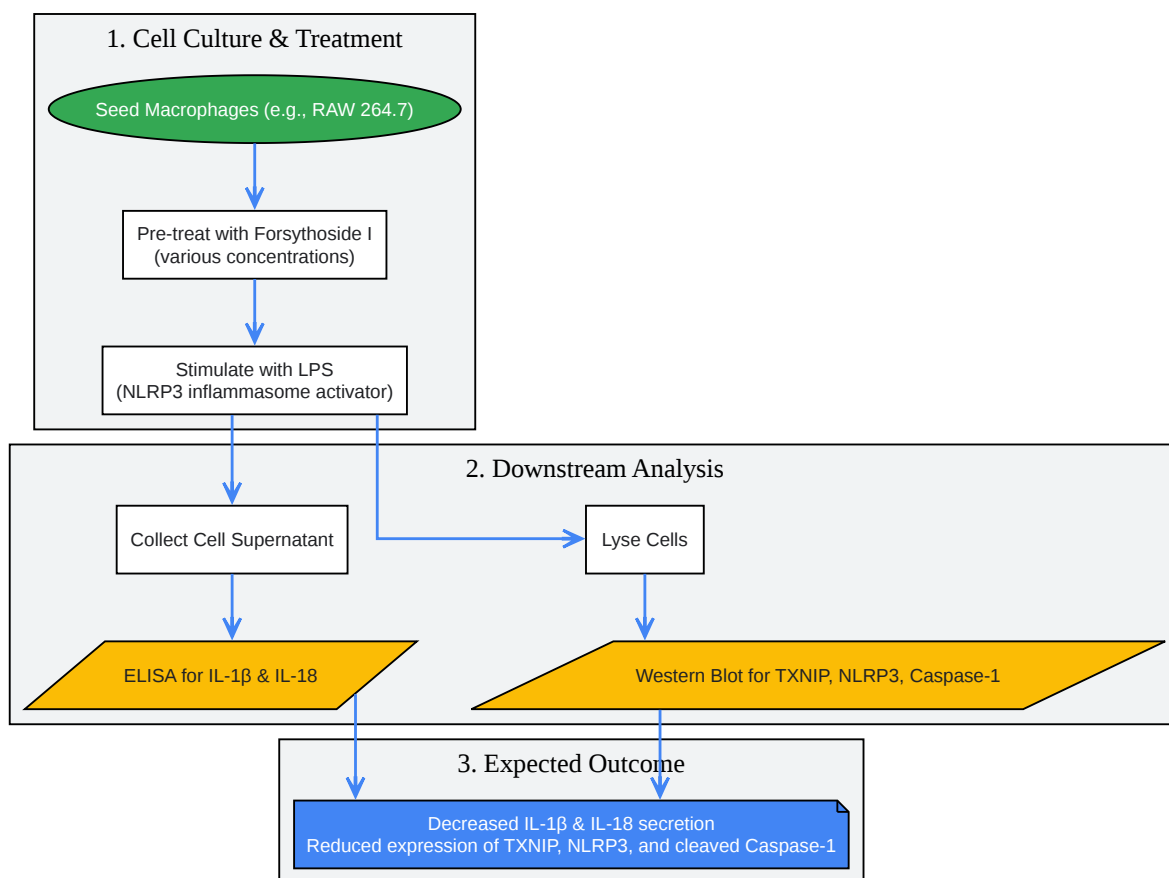 1. Cell Culture & Treatment
Seed Macrophages (e.g., RAW 264.7)
Pre-treat with Forsythoside I
(various concentrations)
Stimulate with LPS
(NLRP3 inflammasome activator)
2. Downstream Analysis
Collect Cell Supernatant
Lyse Cells
ELISA for IL-1β & IL-18
Western Blot for TXNIP, NLRP3, Caspase-1
3. Expected Outcome
Decreased IL-1β & IL-18 secretion
Reduced expression of TXNIP, NLRP3, and cleaved Caspase-1